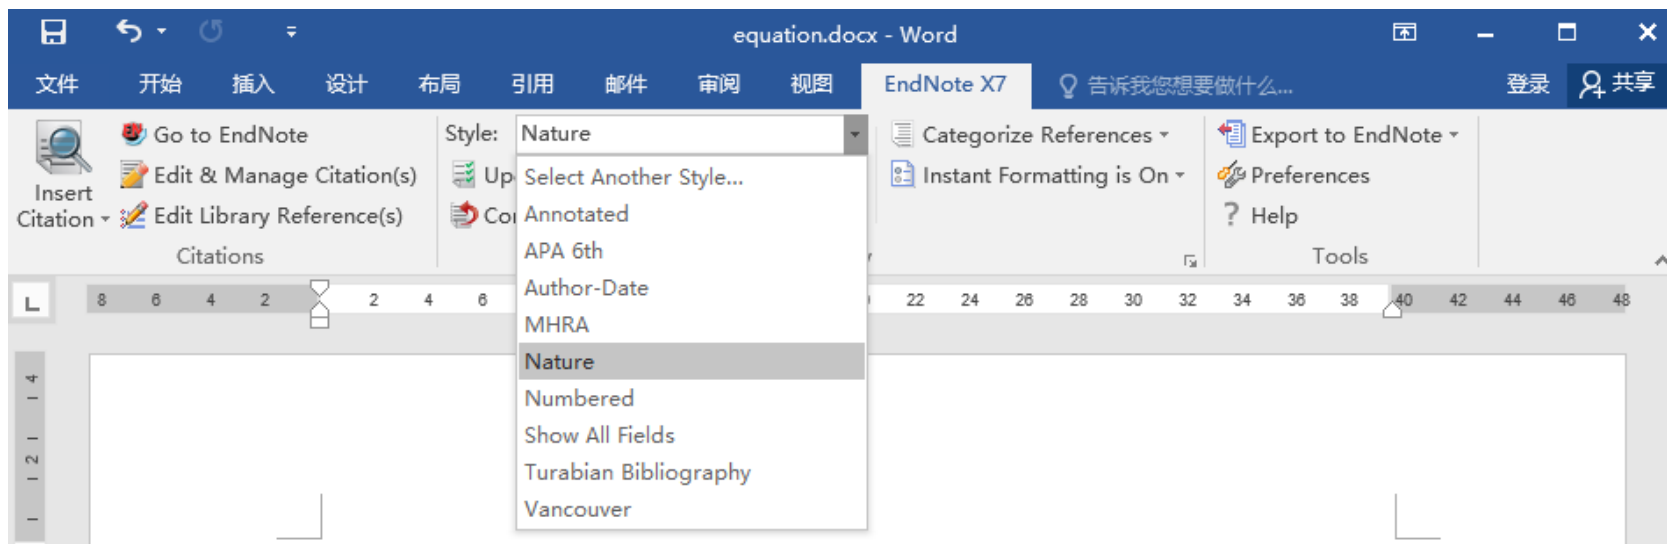 equation.docx - Word
文件 开始 插入 设计 布局 引用 邮件 审阅 视图 EndNote X7 告诉我您想要做什么... 登录 共享
Go to EndNote Style: Nature Categorize References Export to EndNote
Edit & Manage Citation(s) Select Another Style... Instant Formatting is On Preferences
Insert
Citation Edit Library Reference(s) Annotated Help
Citations APA 6th Tools
Author-Date
8 6 4 2 2 4 6 22 24 26 28 30 32 34 36 38 40 42 44 46 48
MHRA
Nature
Numbered
Show All Fields
Turabian Bibliography
Vancouver
4
2